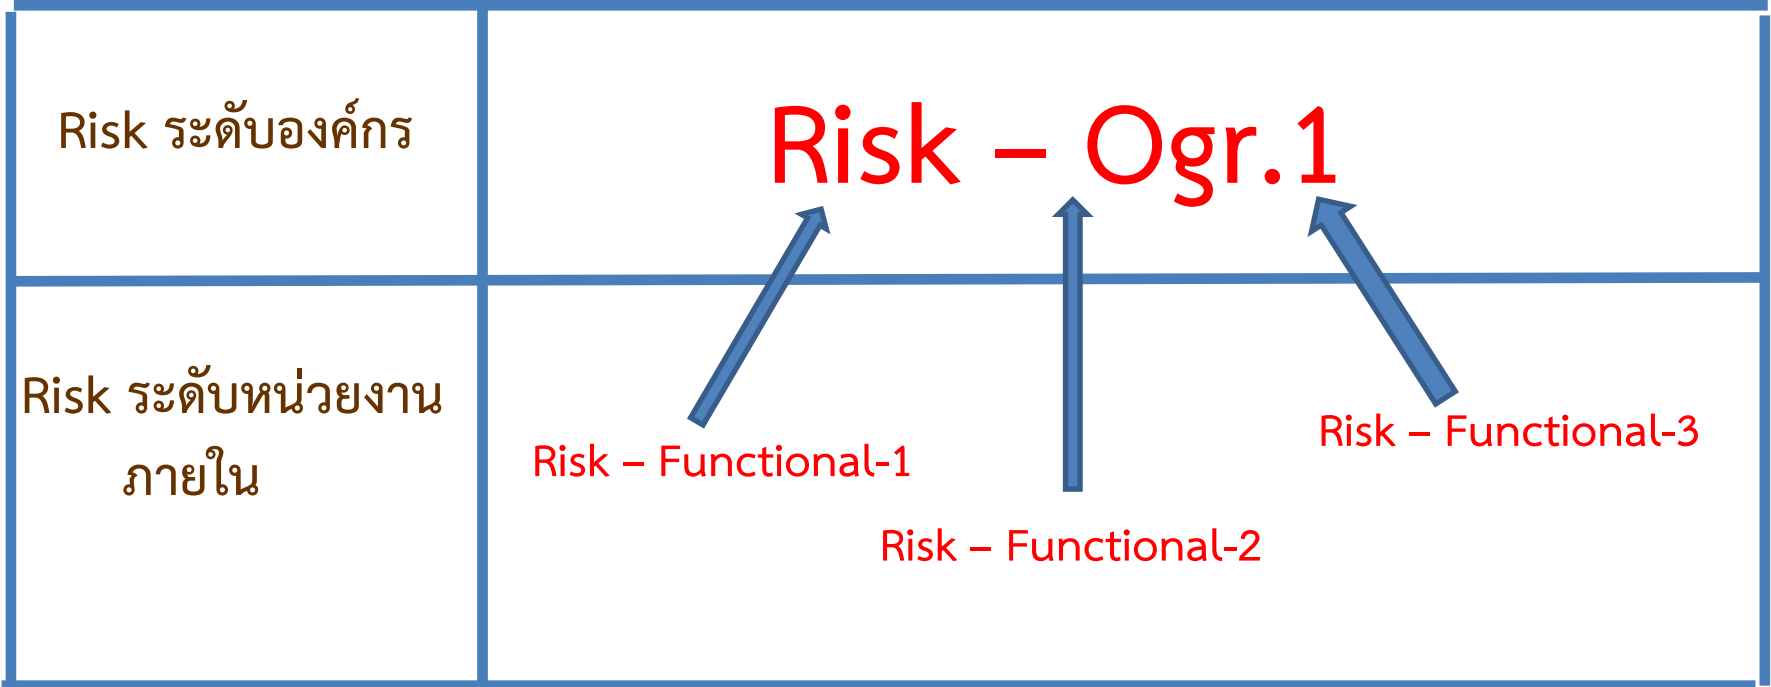 Risk ระดับองค์กร
Risk – Ogr.1
Risk ระดับหน่วยงาน
ภายใน
Risk – Functional-1
Risk – Functional-2
Risk – Functional-3